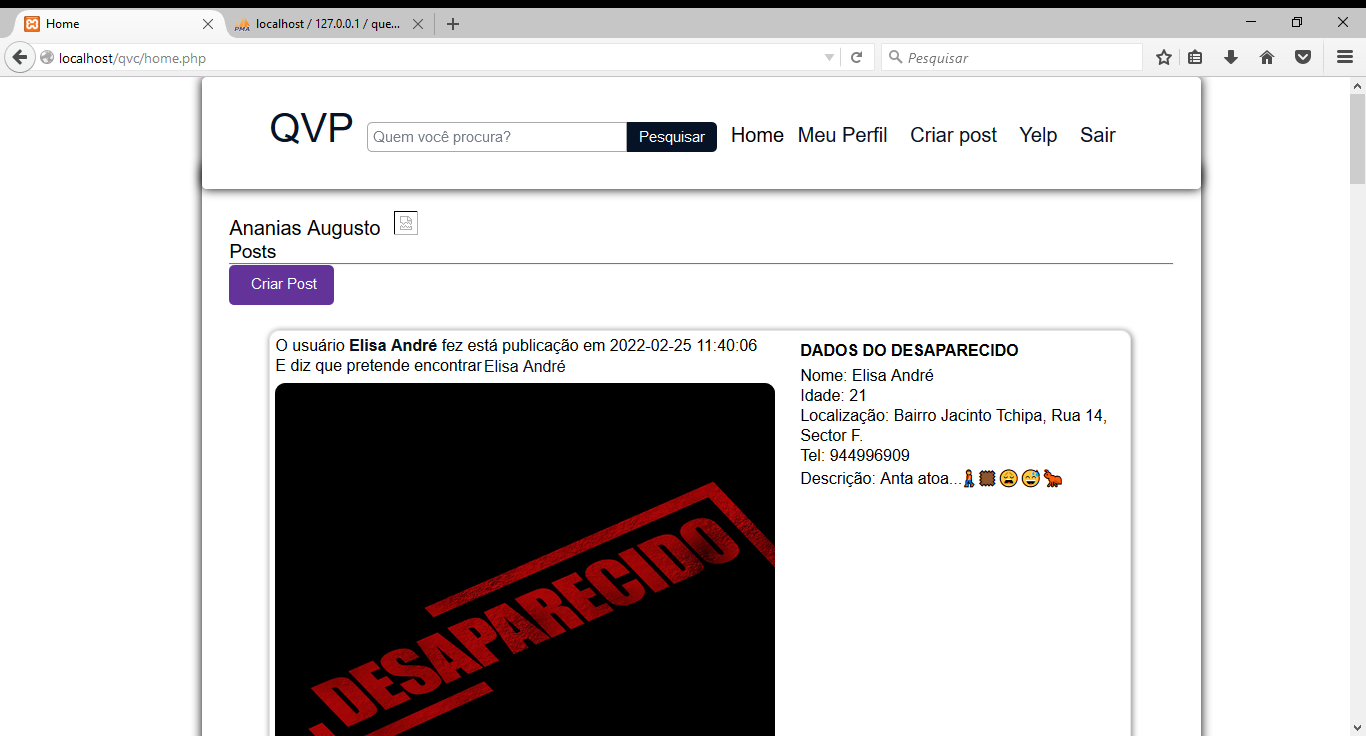 Home
localhost / 127.0.0.1 / que...
localhost/qvc/home.php
Pesquisar
QVP
Quem você procura?
Pesquisar
Home Meu Perfil Criar post Yelp Sair
Ananias Augusto
Posts
Criar Post
O usuário Elisa André fez está publicação em 2022-02-25 11:40:06
E diz que pretende encontrar Elisa André
DESAPARECIDO
DADOS DO DESAPARECIDO
Nome: Elisa André
Idade: 21
Localização: Bairro Jacinto Tchipa, Rua 14,
Sector F.
Tel: 944996909
Descrição: Anta atoa...🧍🏾‍♀️🟫😩😅🐂